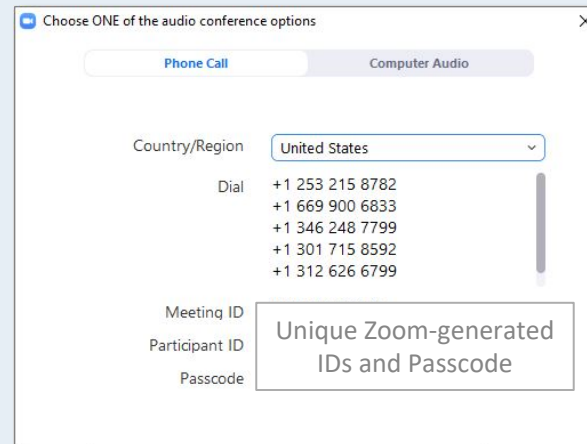 Choose ONE of the audio conference options
Phone Call Computer Audio
Country/Region United States
Dial +1 253 215 8782
+1 669 900 6833
+1 346 248 7799
+1 301 715 8592
+1 312 626 6799
Meeting ID
Participant ID
Passcode
Unique Zoom-generated
IDs and Passcode